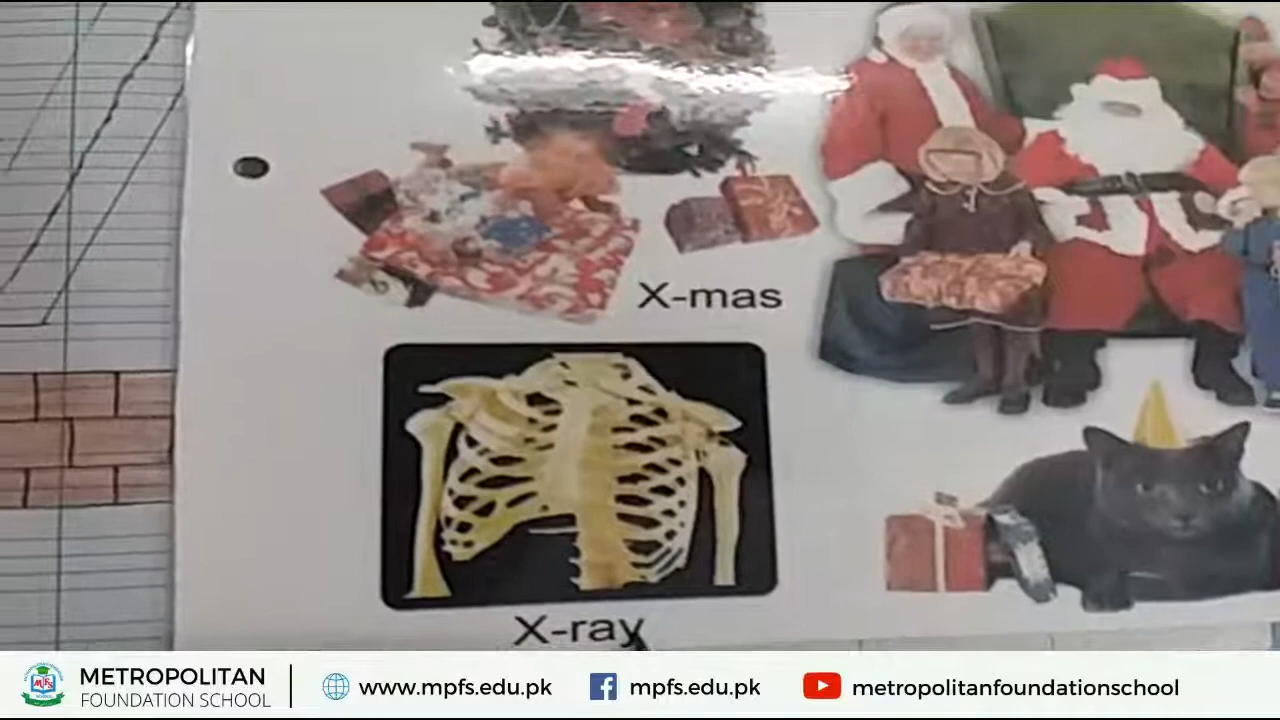 X-mas
X-ray
METROPOLITAN
FOUNDATION SCHOOL
www.mpfs.edu.pk
mpfs.edu.pk
metropolitanfoundationschool